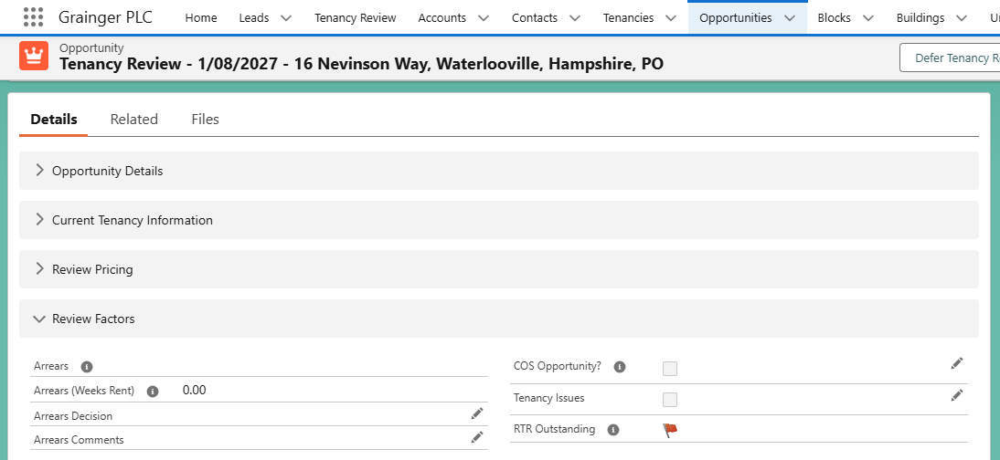 Grainger PLC Home Leads Tenancy Review Accounts Contacts Tenancies Opportunities Blocks Buildings
Opportunity
Tenancy Review - 1/08/2027 - 16 Nevinson Way, Waterlooville, Hampshire, PO
Defer Tenancy
Details Related Files
Opportunity Details
Current Tenancy Information
Review Pricing
Review Factors
Arrears
COS Opportunity?
Arrears (Weeks Rent) 0.00
Tenancy Issues
Arrears Decision
RTR Outstanding
Arrears Comments